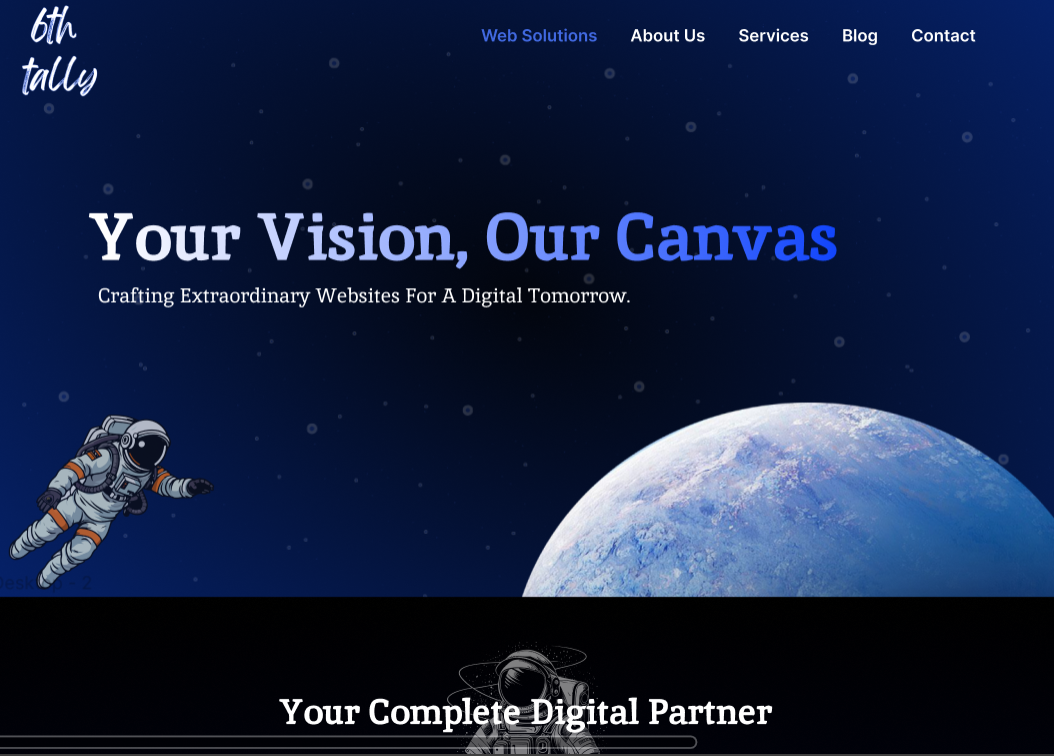 6th
tally
Web Solutions About Us Services Blog Contact
Your Vision, Our Canvas
Crafting Extraordinary Websites For A Digital Tomorrow.
Your Complete Digital Partner